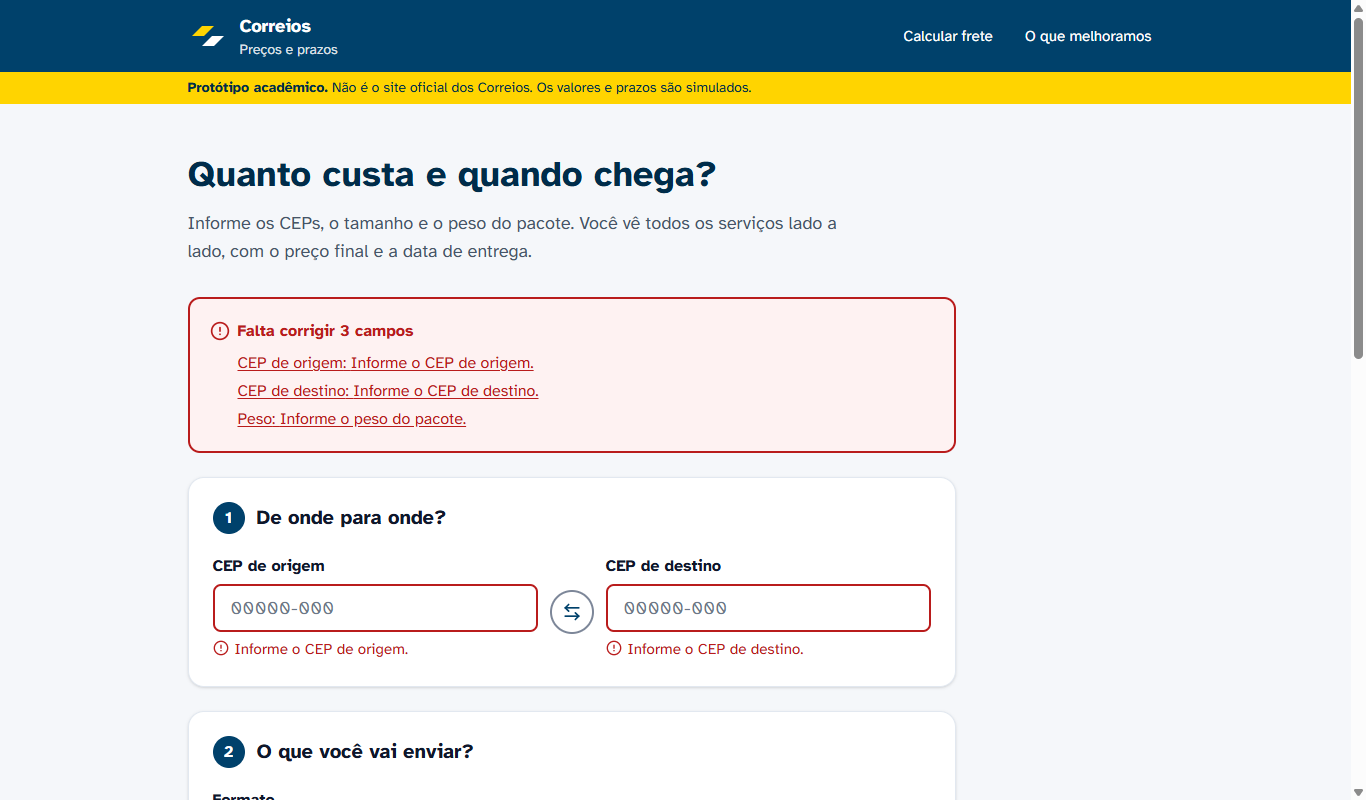 Correios
Preços e prazos
Calcular frete
O que melhoramos
Protótipo acadêmico. Não é o site oficial dos Correios. Os valores e prazos são simulados.
Quanto custa e quando chega?
Informe os CEPs, o tamanho e o peso do pacote. Você vê todos os serviços lado a
lado, com o preço final e a data de entrega.
Falta corrigir 3 campos
CEP de origem: Informe o CEP de origem.
CEP de destino: Informe o CEP de destino.
Peso: Informe o peso do pacote.
1 De onde para onde?
CEP de origem
CEP de destino
00000-000
00000-000
Informe o CEP de origem.
Informe o CEP de destino.
2 O que você vai enviar?
Formato